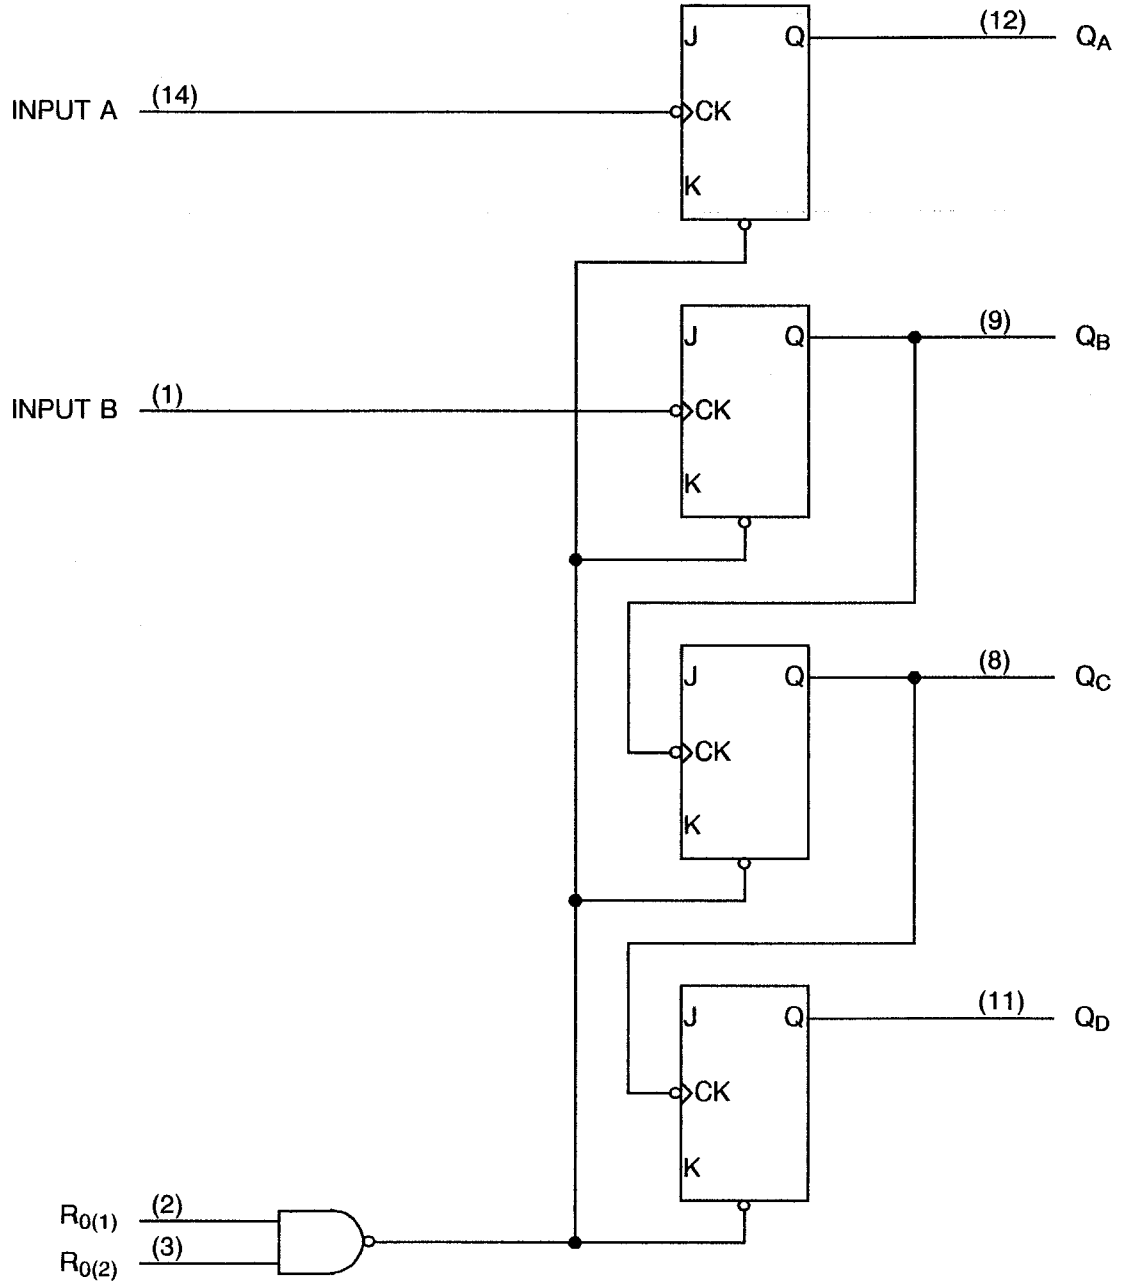 J Q (12) QA
INPUT A (14) CK
K
J Q (9) QB
INPUT B (1) CK
K
J Q (8) QC
CK
K
J Q (11) QD
CK
K
R0(1) (2)
R0(2) (3)